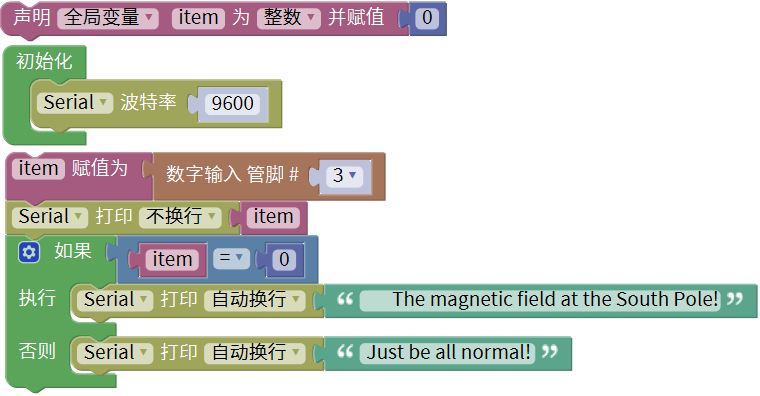 声明 全局变量 item 为 整数 并赋值 0
初始化
Serial 波特率 9600
item 赋值为 数字输入 管脚 # 3
Serial 打印 不换行 item
如果 item = 0
执行 Serial 打印 自动换行 “ The magnetic field at the South Pole! ”
否则 Serial 打印 自动换行 “ Just be all normal! ”